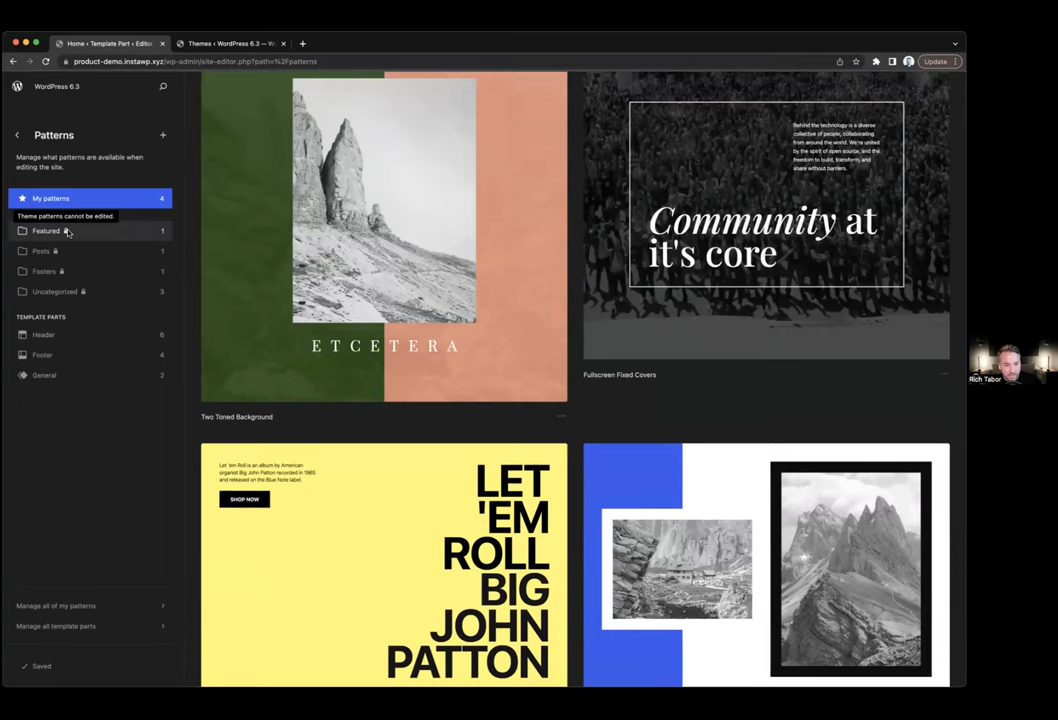 Home ‹ Template Part ‹ Editor
Themes ‹ WordPress 6.3 — W
product-demo.instawp.xyz/wp-admin/site-editor.php?path=%2Fpatterns
Update
WordPress 6.3
Patterns
Manage what patterns are available when
editing the site.
My patterns 4
Theme patterns cannot be edited.
Featured 1
Posts 1
Footers 1
Uncategorized 3
TEMPLATE PARTS
Header 6
Footer 4
General 2
Manage all of my patterns
Manage all template parts
Saved
ETCETERA
Two Toned Background
Behind the technology is a diverse
collective of people, collaborating
from around the world. We're united
by the spirit of open source, and the
freedom to build, transform, and
share without barriers.
Community at
it's core
Fullscreen Fixed Covers
Let 'em Roll is an album by American
organist Big John Patton recorded in 1965
and released on the Blue Note label.
SHOP NOW
LET
'EM
ROLL
BIG
JOHN
PATTON
Rich Tabor